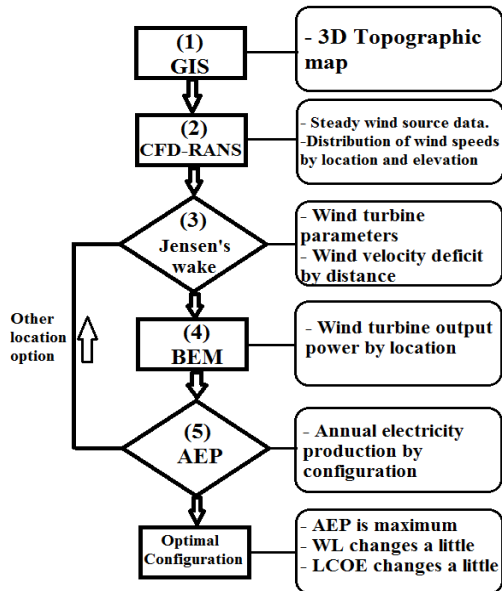 (1)
GIS
- 3D Topographic
map
(2)
CFD-RANS
- Steady wind source data.
-Distribution of wind speeds
by location and elevation
(3)
Jensen's
wake
- Wind turbine
parameters
- Wind velocity deficit
by distance
Other
location
option
(4)
BEM
- Wind turbine output
power by location
(5)
AEP
- Annual electricity
production by
configuration
Optimal
Configuration
- AEP is maximum
- WL changes a little
- LCOE changes a little